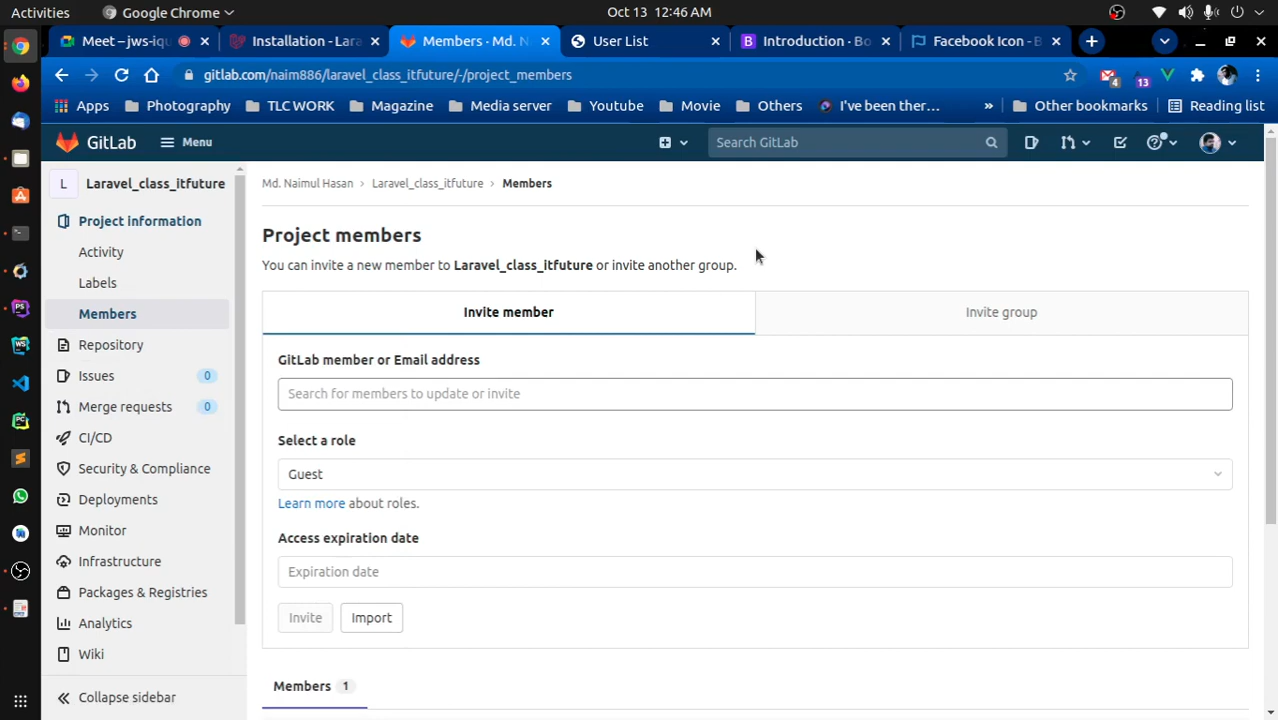 Activities
Google Chrome
Oct 13 12:46 AM
Meet – jws-iqu
Installation - Lara
Members · Md. N
User List
Introduction · Bo
Facebook Icon - B
gitlab.com/naim886/laravel_class_itfuture/-/project_members
4
13
Apps
Photography
TLC WORK
Magazine
Media server
Youtube
Movie
Others
I've been ther...
»
Other bookmarks
Reading list
GitLab
Menu
Search GitLab
L
Laravel_class_itfuture
Project information
Activity
Labels
Members
Repository
Issues 0
Merge requests 0
CI/CD
Security & Compliance
Deployments
Monitor
Infrastructure
Packages & Registries
Analytics
Wiki
Collapse sidebar
Md. Naimul Hasan › Laravel_class_itfuture › Members
Project members
You can invite a new member to Laravel_class_itfuture or invite another group.
Invite member
Invite group
GitLab member or Email address
Search for members to update or invite
Select a role
Guest
Learn more about roles.
Access expiration date
Expiration date
Invite
Import
Members 1